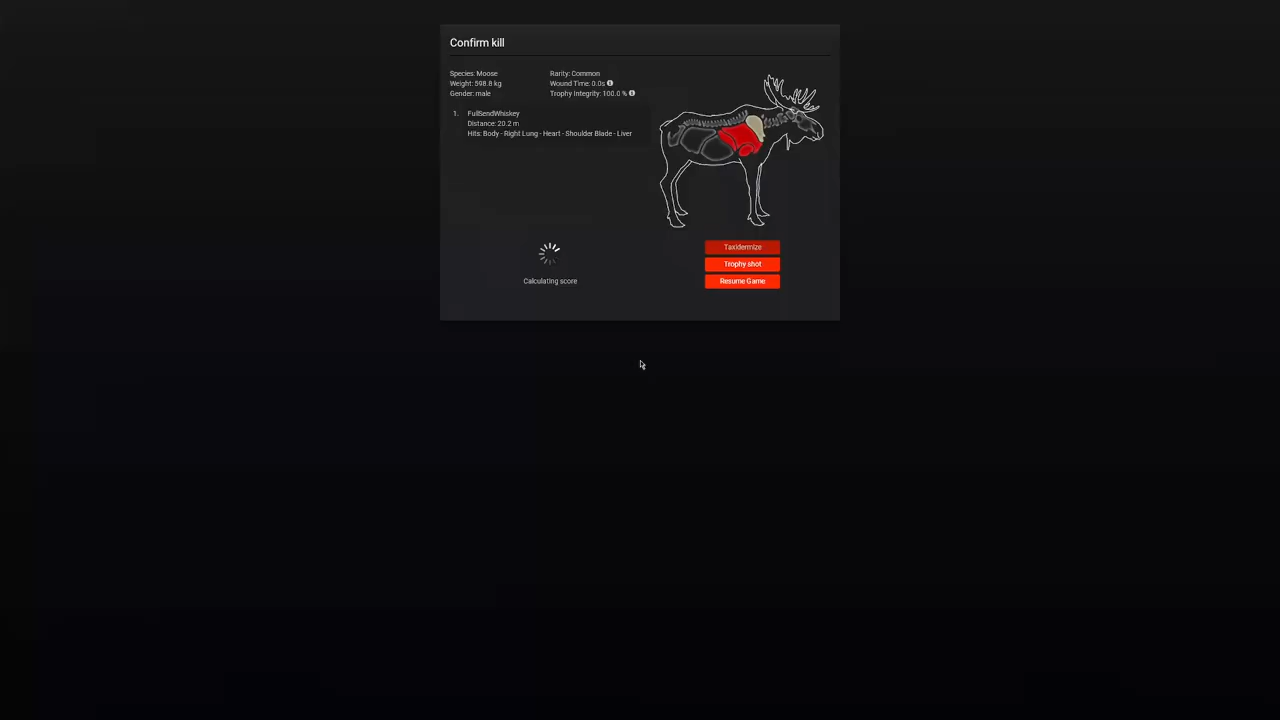 Confirm kill
Species: Moose
Rarity: Common
Weight: 598.8 kg
Wound Time: 0.0s
Gender: male
Trophy Integrity: 100.0 %
1. FullSendWhiskey
Distance: 20.2 m
Hits: Body - Right Lung - Heart - Shoulder Blade - Liver
Taxidermize
Trophy shot
Calculating score
Resume Game